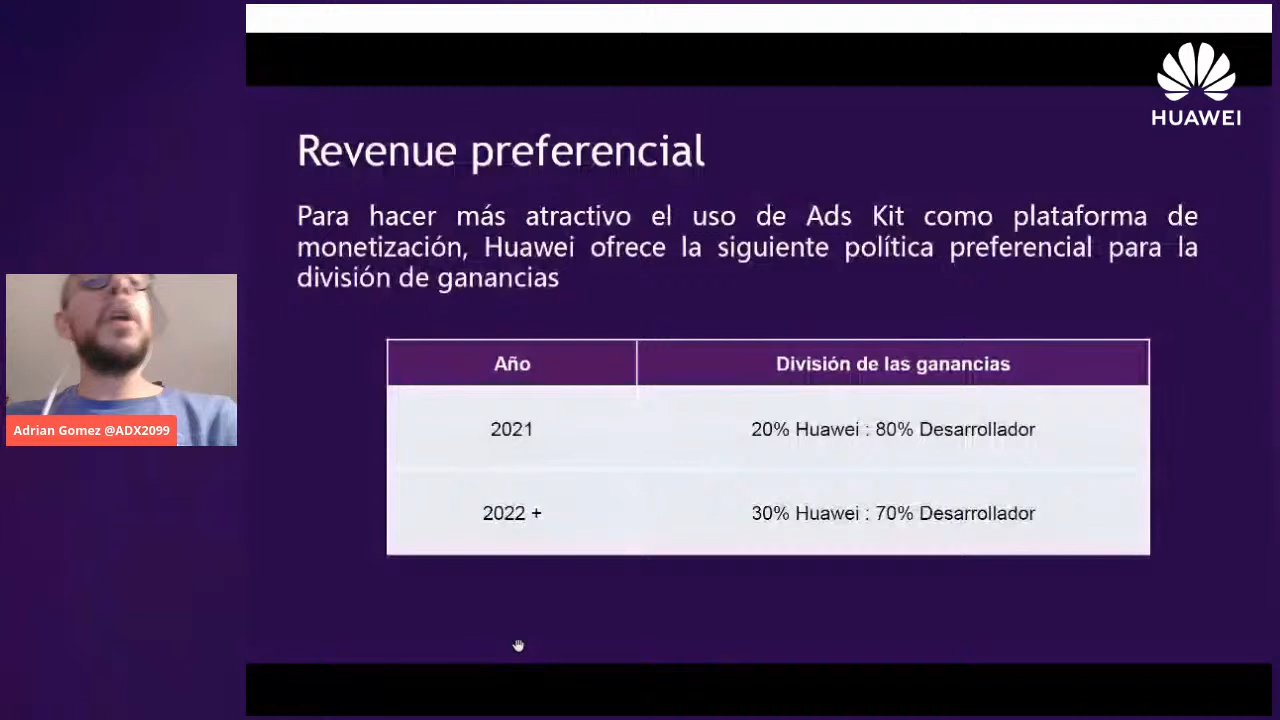 HUAWEI
Revenue preferencial
Para hacer más atractivo el uso de Ads Kit como plataforma de
monetización, Huawei ofrece la siguiente política preferencial para la
división de ganancias
Año División de las ganancias
2021 20% Huawei : 80% Desarrollador
2022 + 30% Huawei : 70% Desarrollador
Adrian Gomez @ADX2099